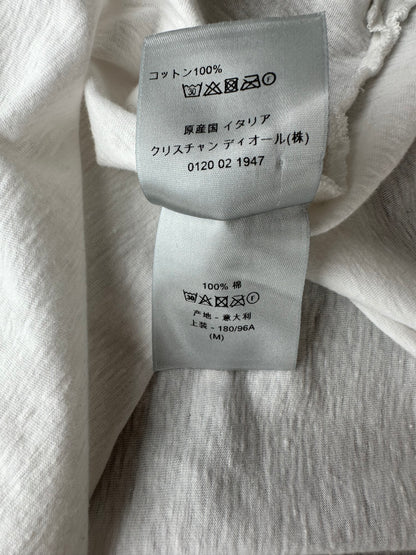 コットン100%
原産国 イタリア
クリスチャン ディオール(株)
0120 02 1947
100% 棉
30 F
产地 - 意大利
上装 - 180/96A
(M)